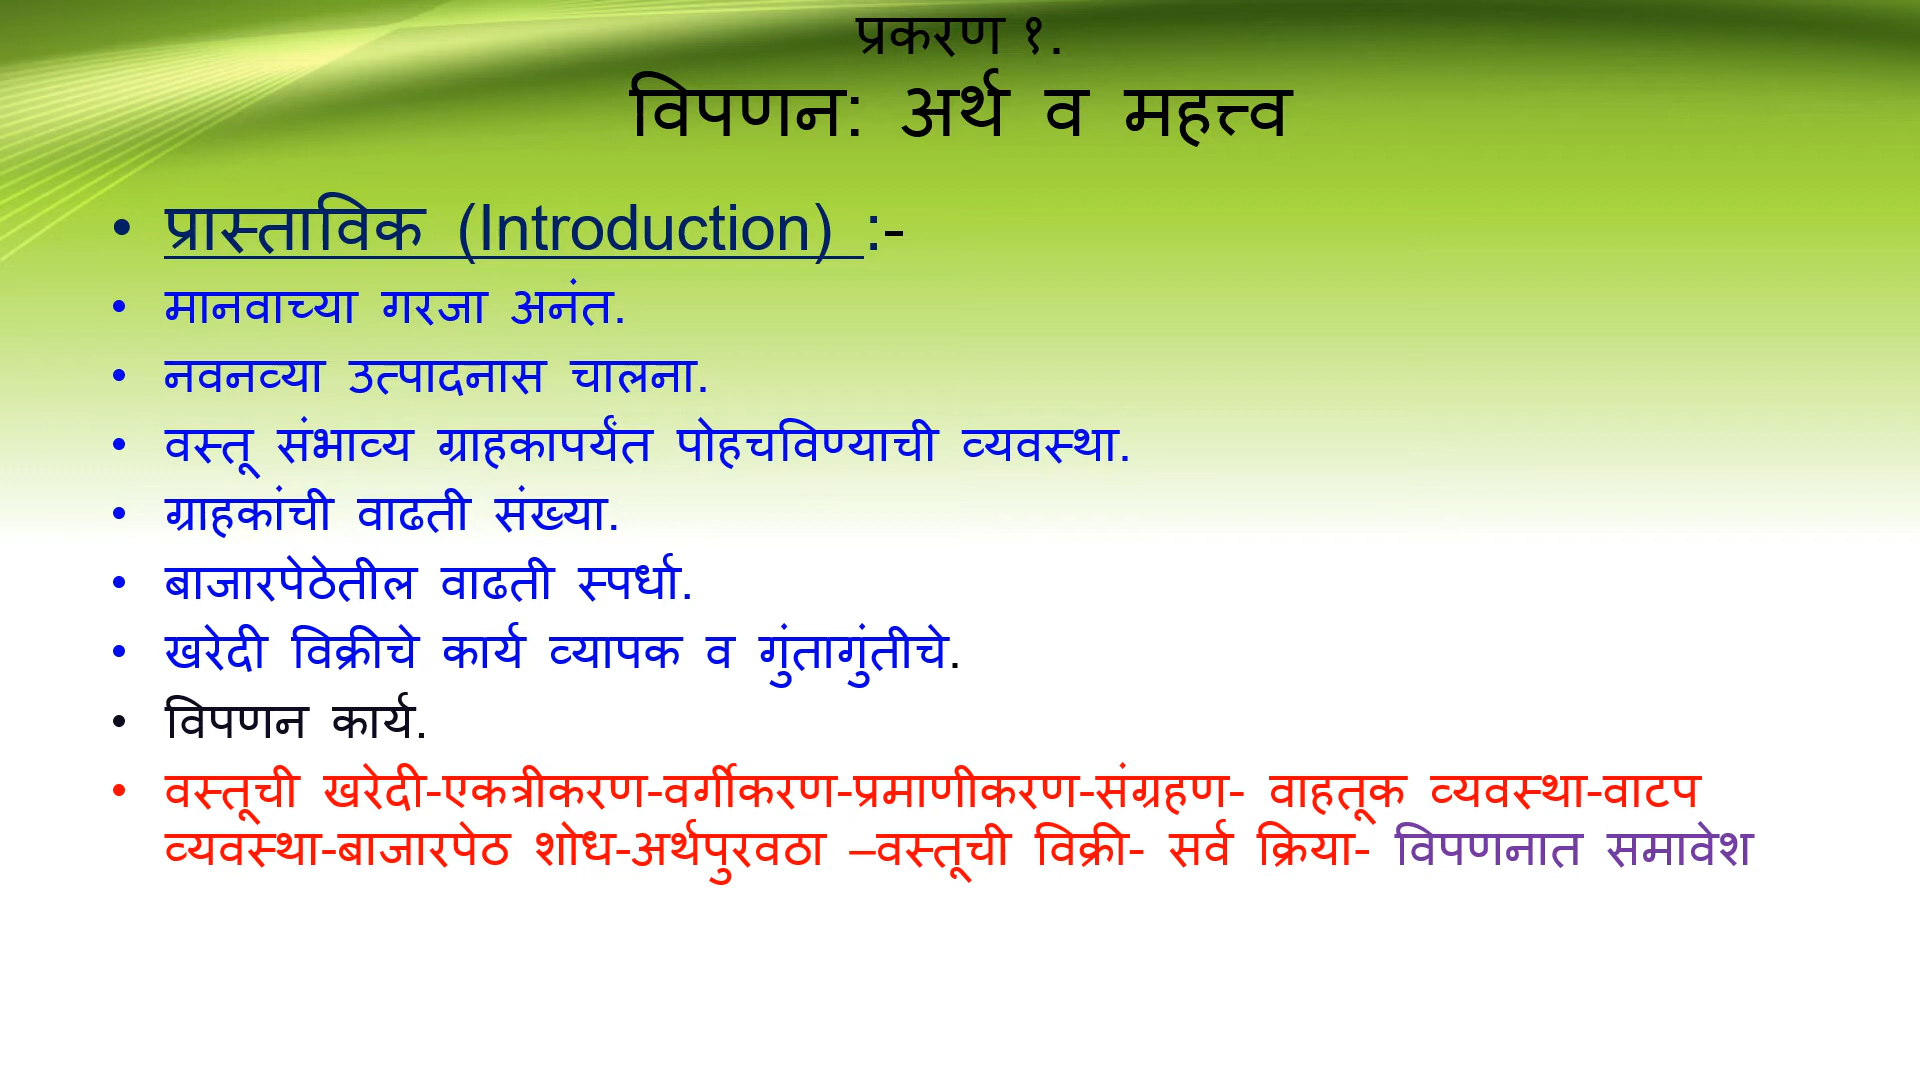 प्रकरण १.
विपणन: अर्थ व महत्त्व
• प्रास्ताविक (Introduction) :-
• मानवाच्या गरजा अनंत.
• नवनव्या उत्पादनास चालना.
• वस्तू संभाव्य ग्राहकापर्यंत पोहचविण्याची व्यवस्था.
• ग्राहकांची वाढती संख्या.
• बाजारपेठेतील वाढती स्पर्धा.
• खरेदी विक्रीचे कार्य व्यापक व गुंतागुंतीचे.
• विपणन कार्य.
• वस्तूची खरेदी-एकत्रीकरण-वर्गीकरण-प्रमाणीकरण-संग्रहण- वाहतूक व्यवस्था-वाटप
व्यवस्था-बाजारपेठ शोध-अर्थपुरवठा –वस्तूची विक्री- सर्व क्रिया- विपणनात समावेश